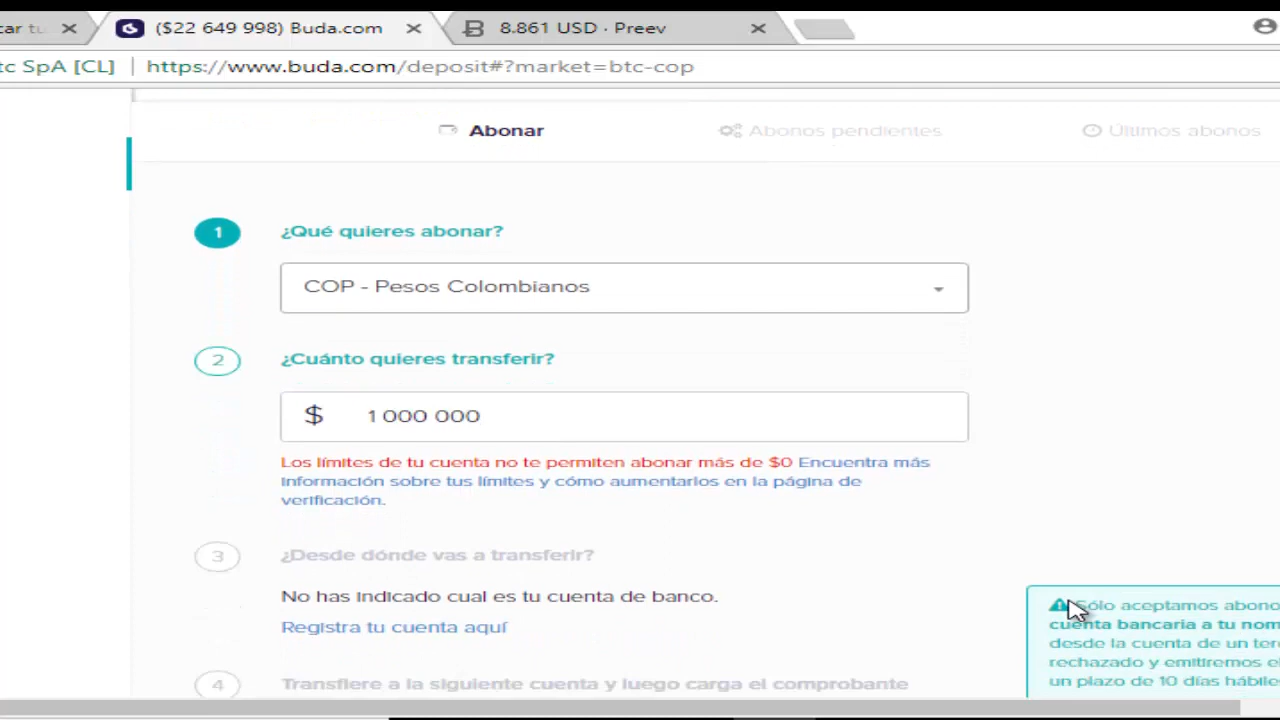 ($22 649 998) Buda.com
8.861 USD · Preev
SpA [CL] | https://www.buda.com/deposit#?market=btc-cop
Abonar
Abonos pendientes
Últimos abonos
1
¿Qué quieres abonar?
COP - Pesos Colombianos
2
¿Cuánto quieres transferir?
$ 1 000 000
Los límites de tu cuenta no te permiten abonar más de $0 Encuentra más
información sobre tus límites y cómo aumentarlos en la página de
verificación.
3
¿Desde dónde vas a transferir?
No has indicado cual es tu cuenta de banco.
Registra tu cuenta aquí
Sólo aceptamos abono
cuenta bancaria a tu nom
desde la cuenta de un ter
rechazado y emitiremos el
un plazo de 10 días hábile
4
Transfiere a la siguiente cuenta y luego carga el comprobante